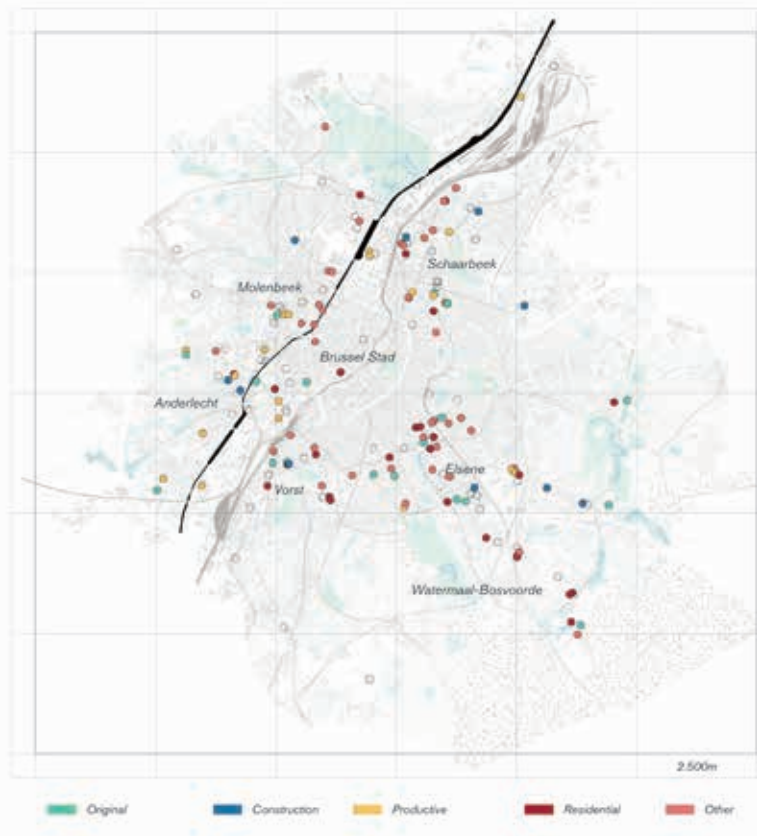 Schaarbeek
Molenbeek
Brussel Stad
Anderlecht
Elsene
Vorst
Watermaal-Bosvoorde
2.500m
Original
Construction
Productive
Residential
Other